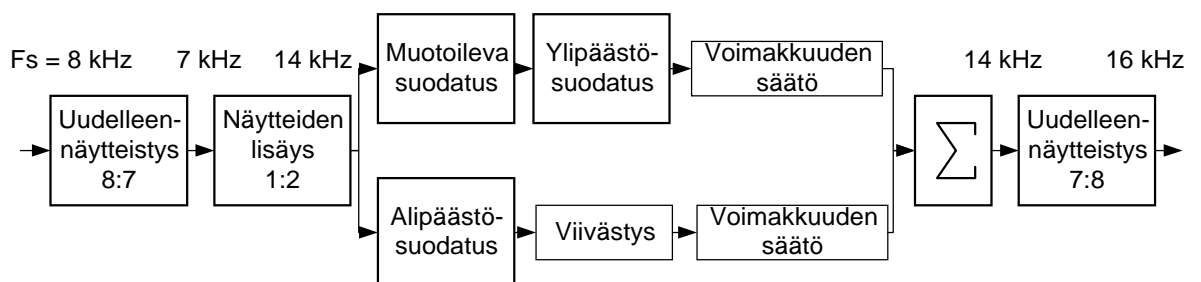 Fs = 8 kHz 7 kHz 14 kHz
Uudelleen-
näytteistys
8:7
Näytteiden
lisäys
1:2
Muotoileva
suodatus
Ylipäästö-
suodatus
Voimakkuuden
säätö
Alipäästö-
suodatus
Viivästys
Voimakkuuden
säätö
14 kHz 16 kHz
∑
Uudelleen-
näytteistys
7:8